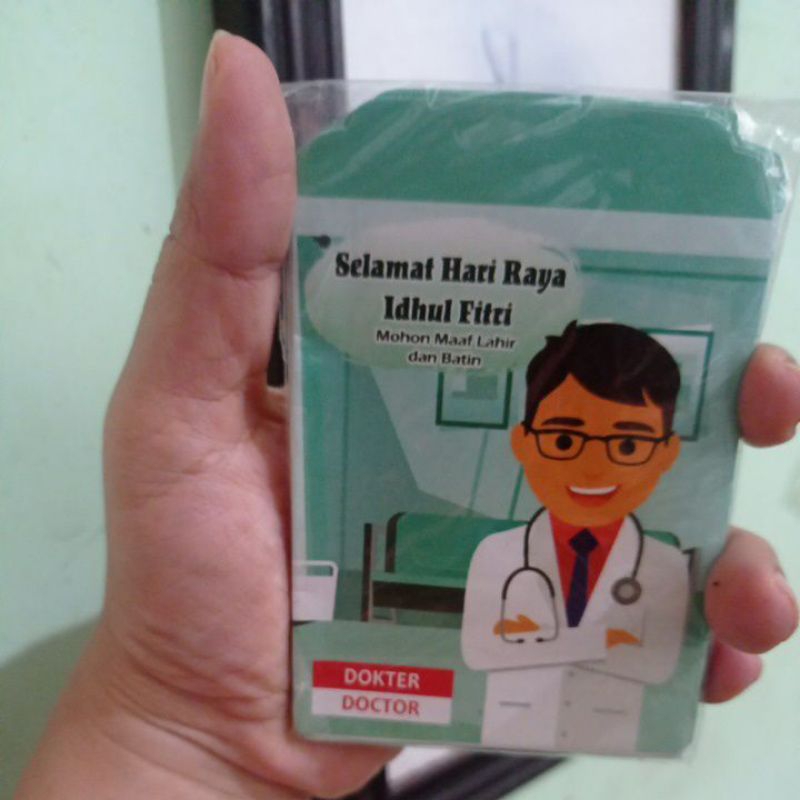 Selamat Hari Raya
Idhul Fitri
Mohon Maaf Lahir
dan Batin
DOKTER
DOCTOR